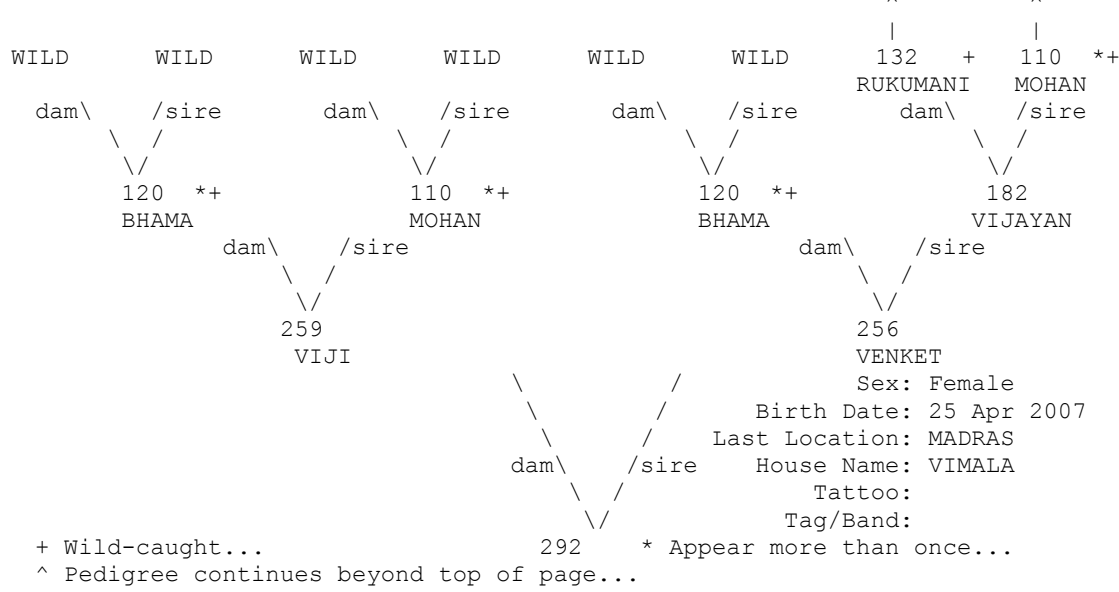 ^ ^
| |
WILD WILD WILD WILD WILD WILD 132 + 110 *+
RUKUMANI MOHAN
dam\ /sire dam\ /sire dam\ /sire dam\ /sire
\ / \ / \ / \ /
\/ \/ \/ \/
120 *+ 110 *+ 120 *+ 182
BHAMA MOHAN BHAMA VIJAYAN
dam\ /sire dam\ /sire
\ / \ /
\/ \/
259 256
VIJI VENKET
\ / Sex: Female
\ / Birth Date: 25 Apr 2007
\ / Last Location: MADRAS
dam\ /sire House Name: VIMALA
\ / Tattoo:
\/ Tag/Band:
+ Wild-caught... 292 * Appear more than once...
^ Pedigree continues beyond top of page...